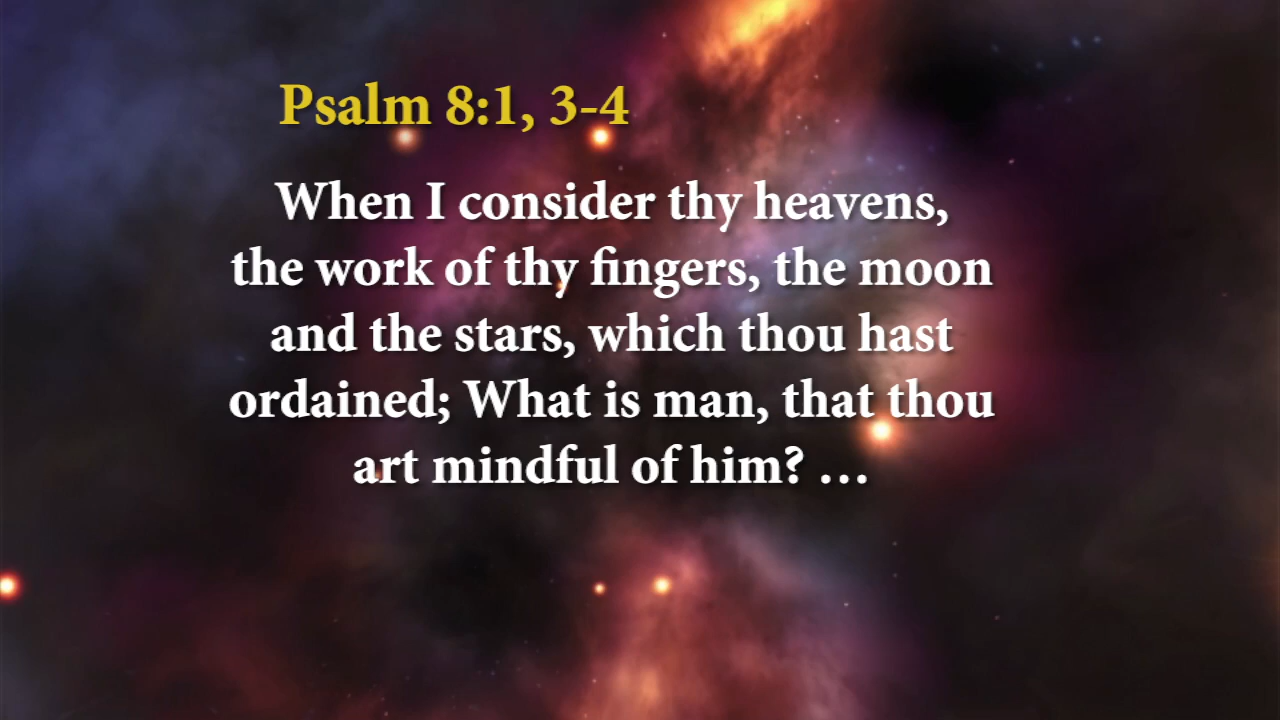 Psalm 8:1, 3-4
When I consider thy heavens,
the work of thy fingers, the moon
and the stars, which thou hast
ordained; What is man, that thou
art mindful of him? …